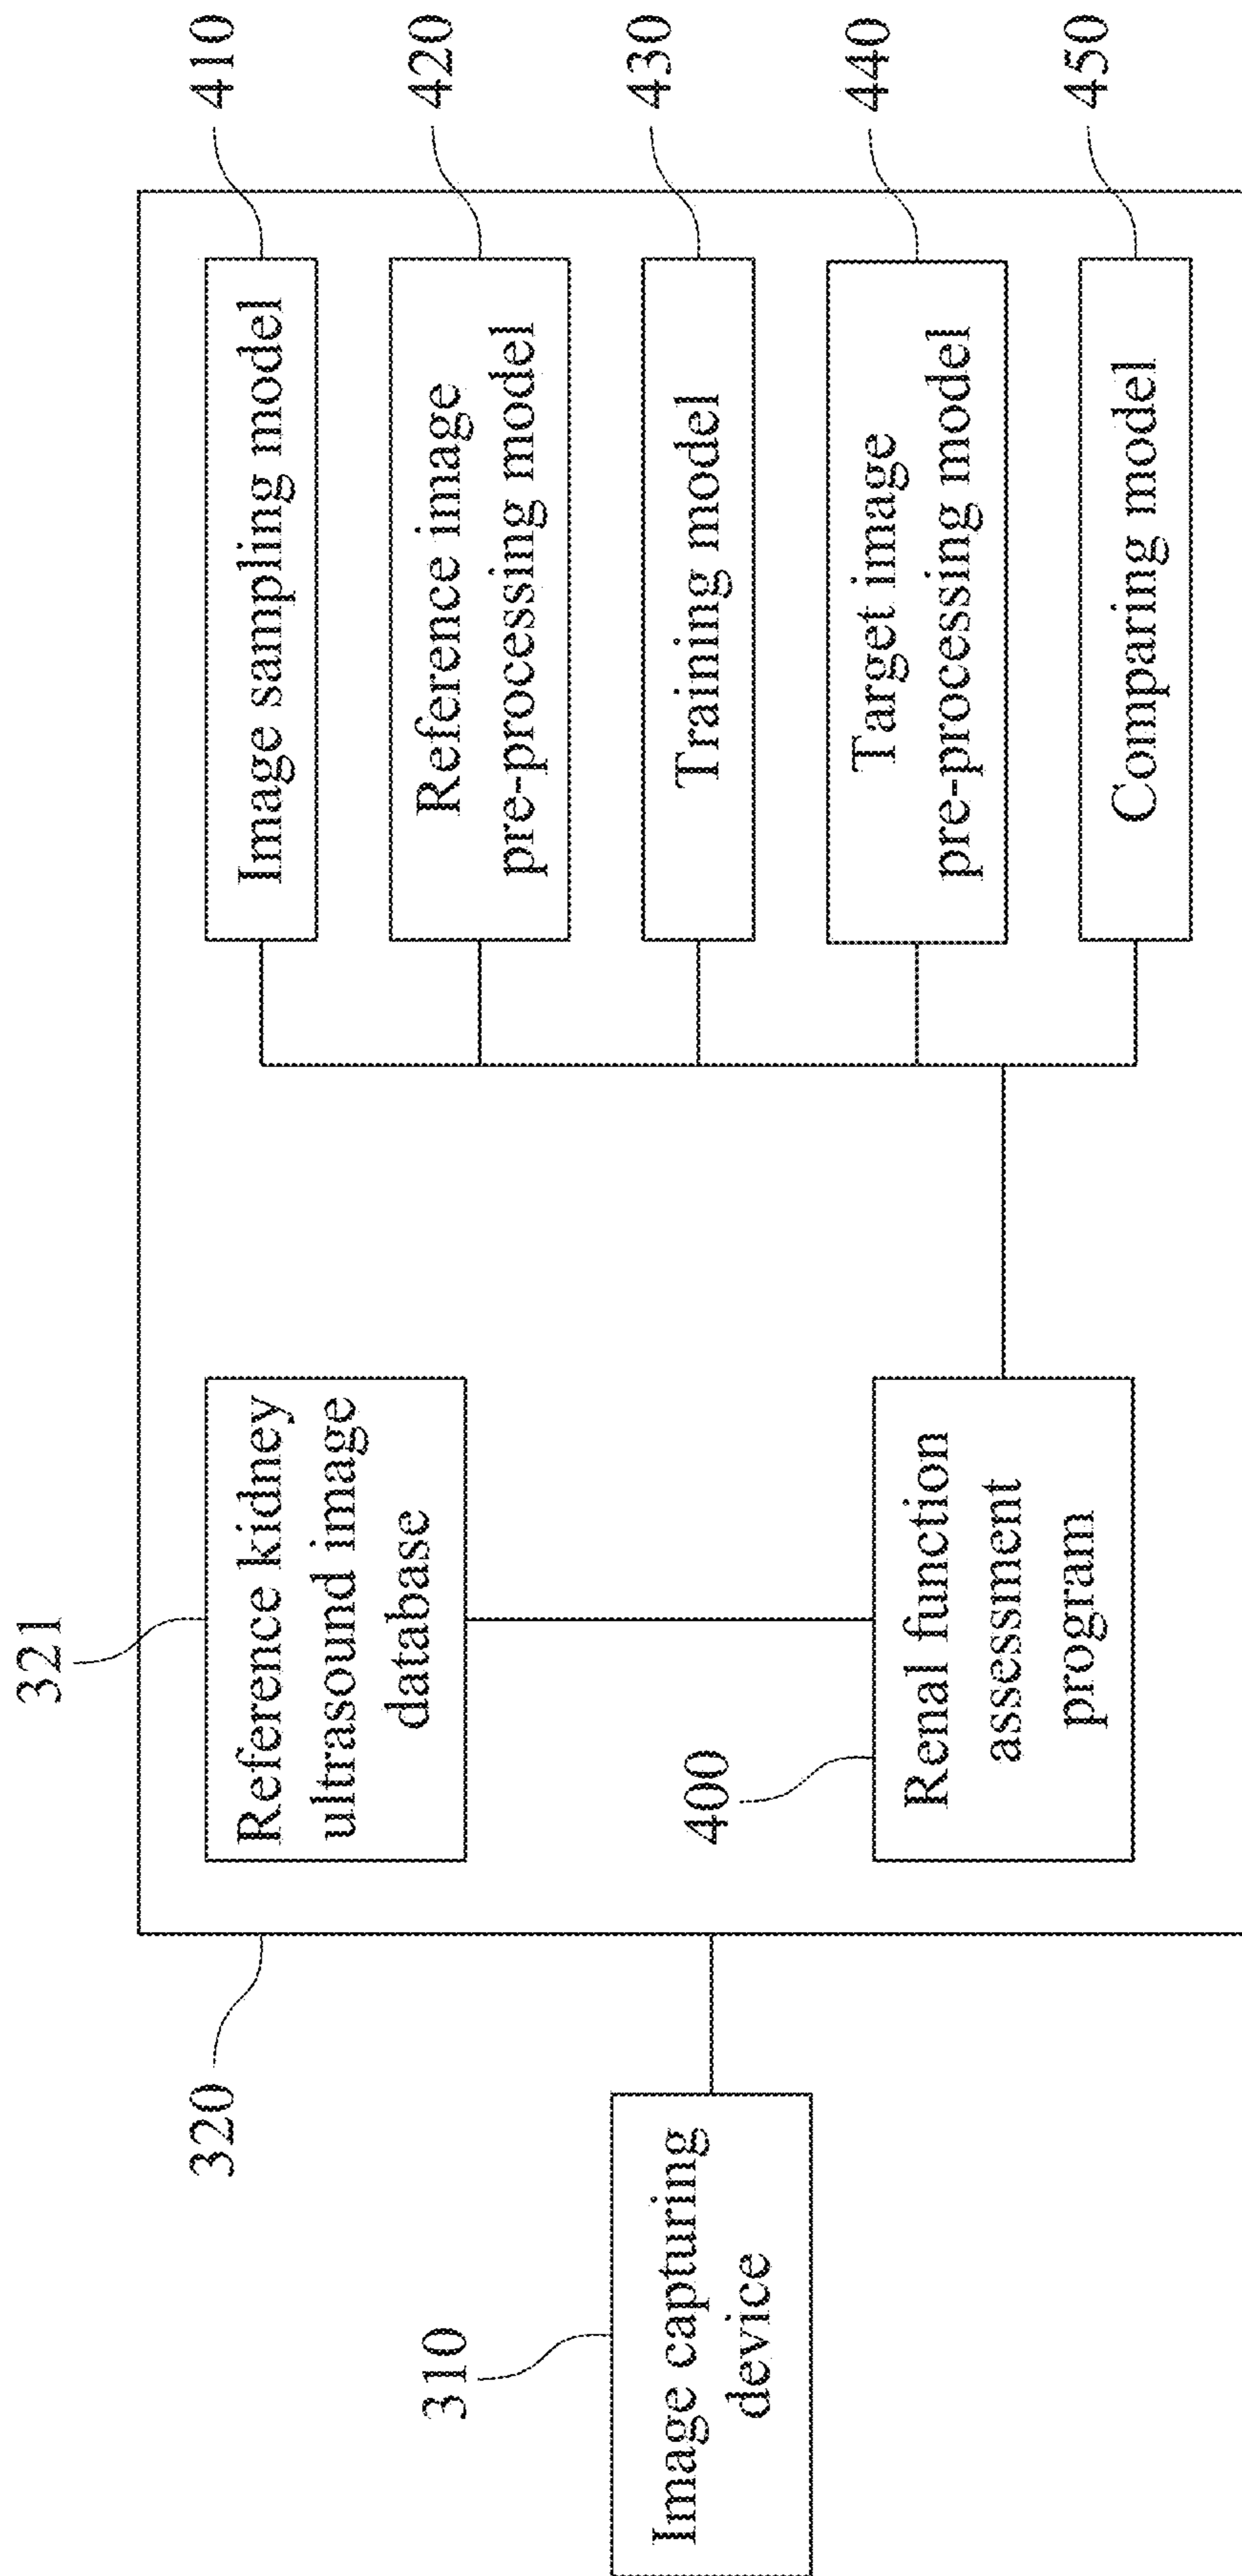 310
Image capturing
device
320
321
Reference kidney
ultrasound image
database
400
Renal function
assessment
program
Image sampling model
410
Reference image
pre-processing model
420
Training model
430
Target image
pre-processing model
440
Comparing model
450